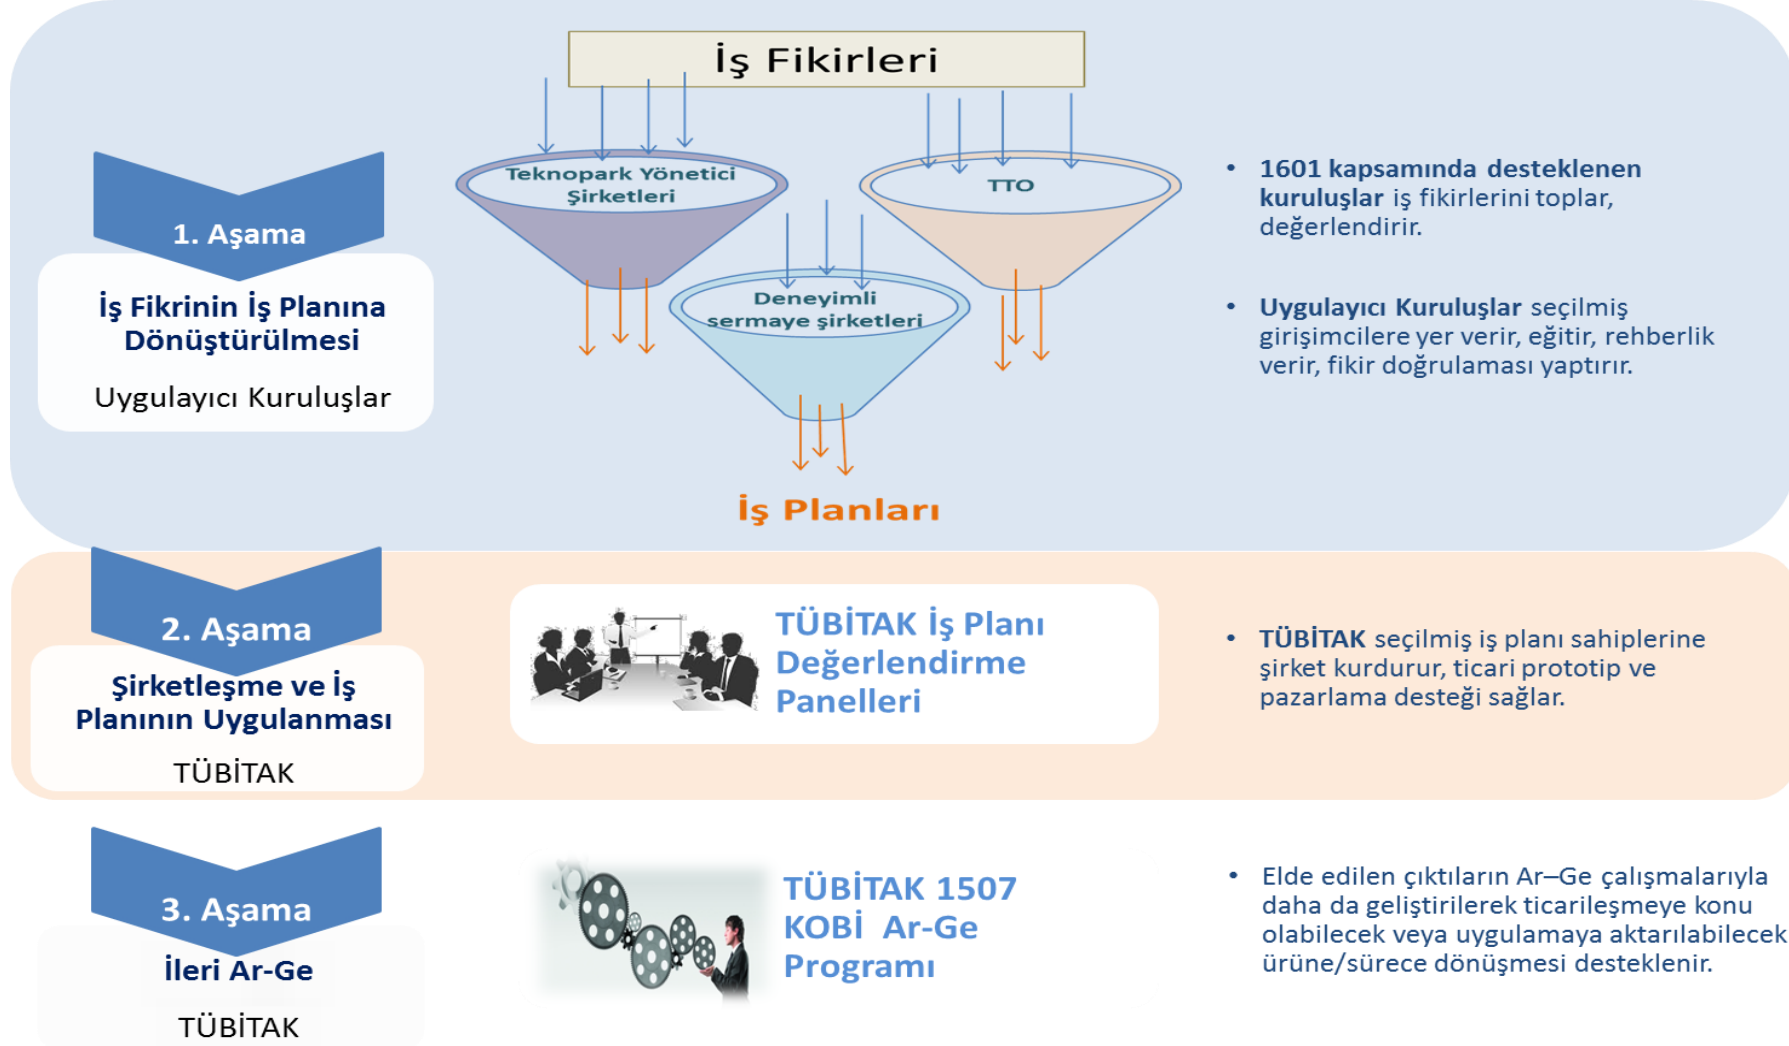 İş Fikirleri
1. Aşama
İş Fikrinin İş Planına
Dönüştürülmesi
Uygulayıcı Kuruluşlar
Teknopark Yönetici
Şirketleri
TTO
Deneyimli
sermaye şirketleri
İş Planları
• 1601 kapsamında desteklenen
kuruluşlar iş fikirlerini toplar,
değerlendirir.
• Uygulayıcı Kuruluşlar seçilmiş
girişimcilere yer verir, eğitir, rehberlik
verir, fikir doğrulaması yaptırır.
2. Aşama
Şirketleşme ve İş
Planının Uygulanması
TÜBİTAK
TÜBİTAK İş Planı
Değerlendirme
Panelleri
• TÜBİTAK seçilmiş iş planı sahiplerine
şirket kurdurur, ticari prototip ve
pazarlama desteği sağlar.
3. Aşama
İleri Ar-Ge
TÜBİTAK
TÜBİTAK 1507
KOBİ Ar-Ge
Programı
• Elde edilen çıktıların Ar–Ge çalışmalarıyla
daha da geliştirilerek ticarileşmeye konu
olabilecek veya uygulamaya aktarılabilecek
ürüne/sürece dönüşmesi desteklenir.